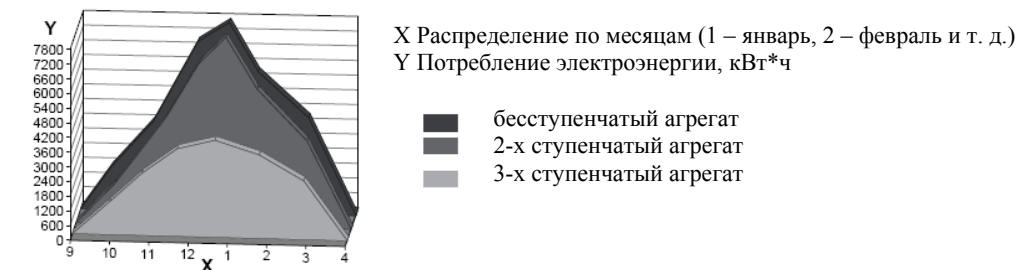 Y
7800
7200
6600
6000
5400
4800
4200
3600
3000
2400
1800
1200
600
0
9 10 11 12 1 2 3 4
X
X Распределение по месяцам (1 – январь, 2 – февраль и т. д.)
Y Потребление электроэнергии, кВт*ч
бесступенчатый агрегат
2-х ступенчатый агрегат
3-х ступенчатый агрегат